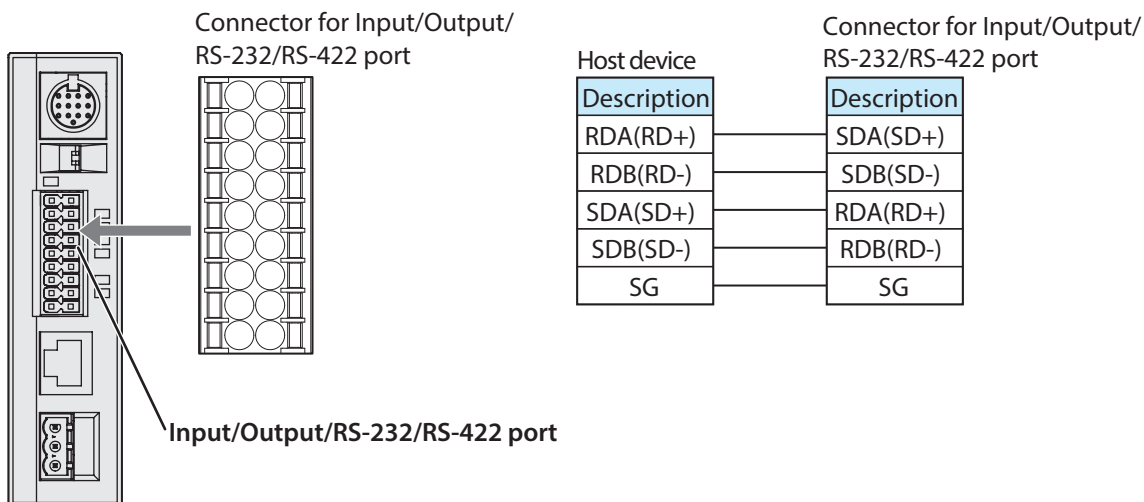 Connector for Input/Output/
RS-232/RS-422 port
Input/Output/RS-232/RS-422 port
Host device
Connector for Input/Output/
RS-232/RS-422 port
Description Description
RDA(RD+) SDA(SD+)
RDB(RD-) SDB(SD-)
SDA(SD+) RDA(RD+)
SDB(SD-) RDB(RD-)
SG SG